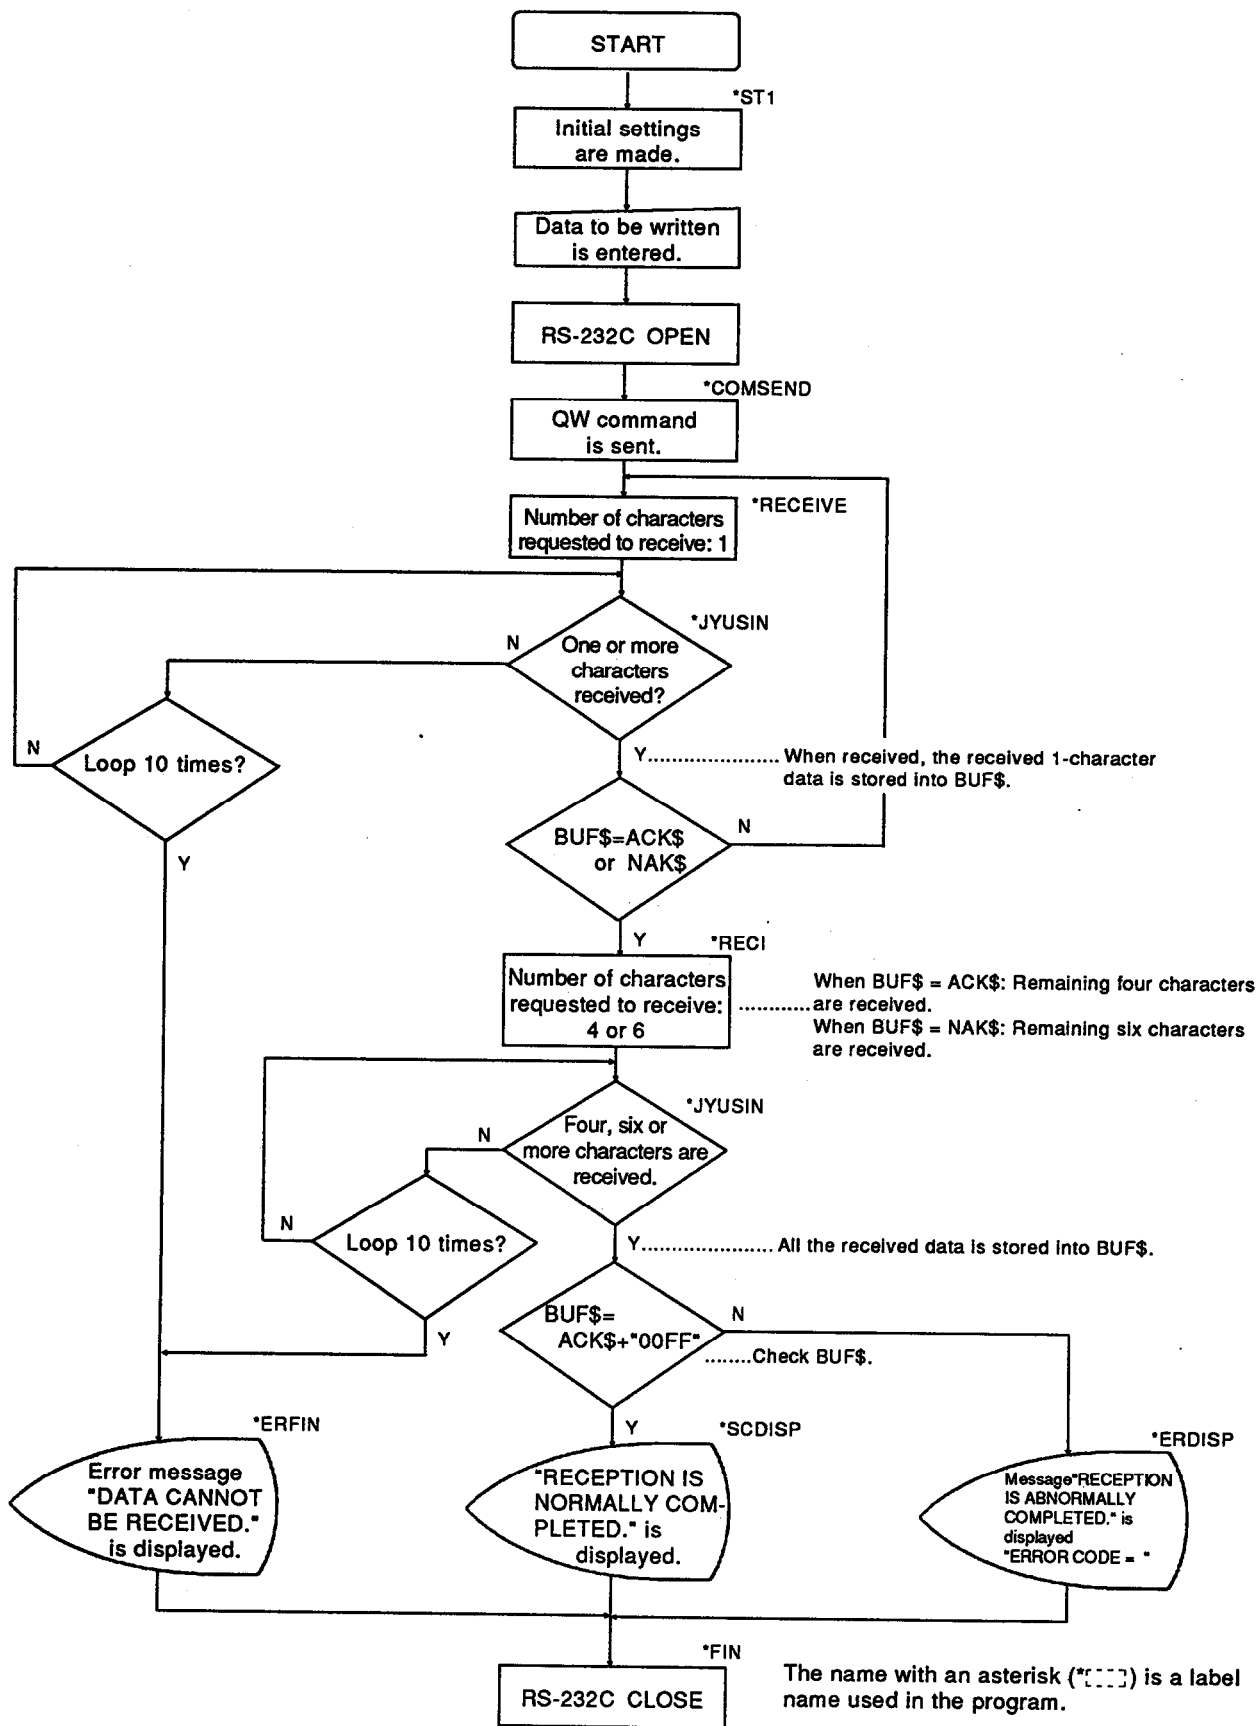 START
*ST1
Initial settings
are made.
Data to be written
is entered.
RS-232C OPEN
*COMSEND
QW command
is sent.
*RECEIVE
Number of characters
requested to receive: 1
*JYUSIN
N
One or more
characters
received?
N
Loop 10 times?
Y
Y...................... When received, the received 1-character
data is stored into BUF$.
BUF$=ACK$
or NAK$
N
Y
*RECI
Number of characters
requested to receive:
4 or 6
When BUF$ = ACK$: Remaining four characters
............are received.
When BUF$ = NAK$: Remaining six characters
are received.
*JYUSIN
N
Four, six or
more characters are
received.
N
Loop 10 times?
Y
Y...................... All the received data is stored into BUF$.
BUF$=
ACK$+"00FF"
N
........Check BUF$.
Y
*ERFIN
Error message
"DATA CANNOT
BE RECEIVED."
is displayed.
*SCDISP
"RECEPTION IS
NORMALLY COM-
PLETED." is
displayed.
*ERDISP
Message"RECEPTION
IS ABNORMALLY
COMPLETED." is
displayed
"ERROR CODE = "
*FIN
RS-232C CLOSE
The name with an asterisk (*[ ]) is a label
name used in the program.